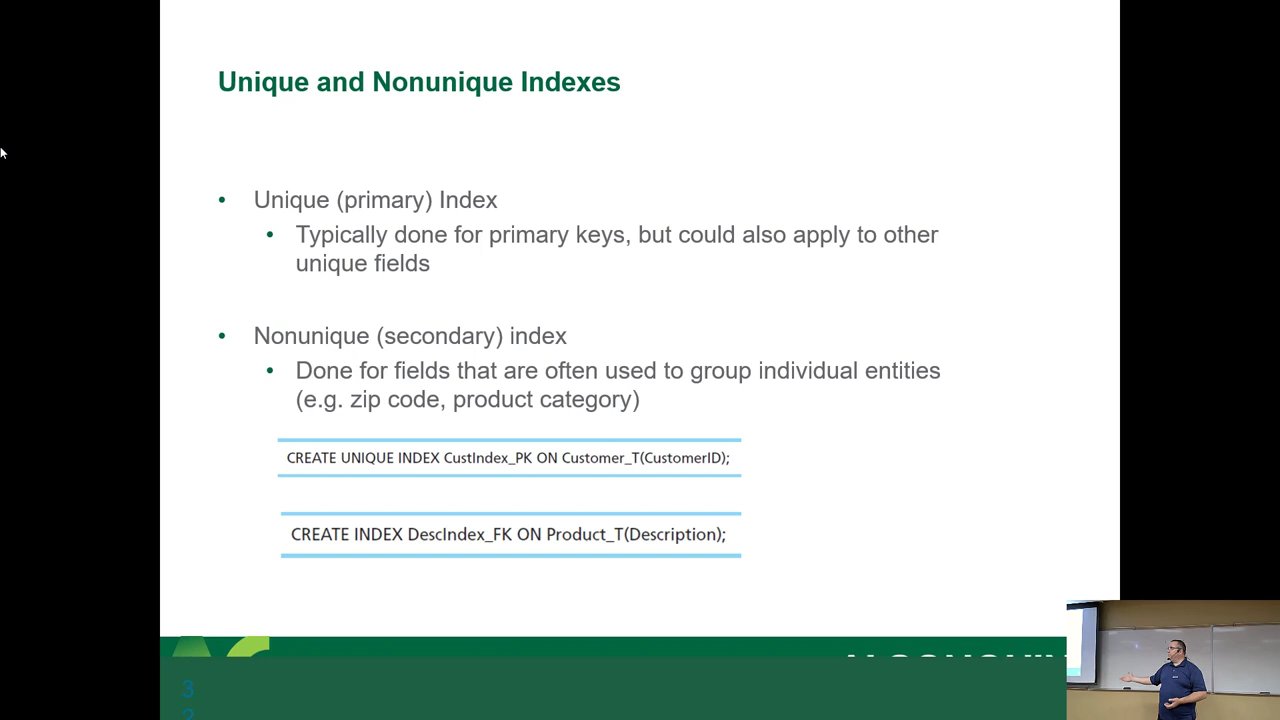 Unique and Nonunique Indexes
• Unique (primary) Index
• Typically done for primary keys, but could also apply to other
unique fields
• Nonunique (secondary) index
• Done for fields that are often used to group individual entities
(e.g. zip code, product category)
CREATE UNIQUE INDEX CustIndex_PK ON Customer_T(CustomerID);
CREATE INDEX DescIndex_FK ON Product_T(Description);
3